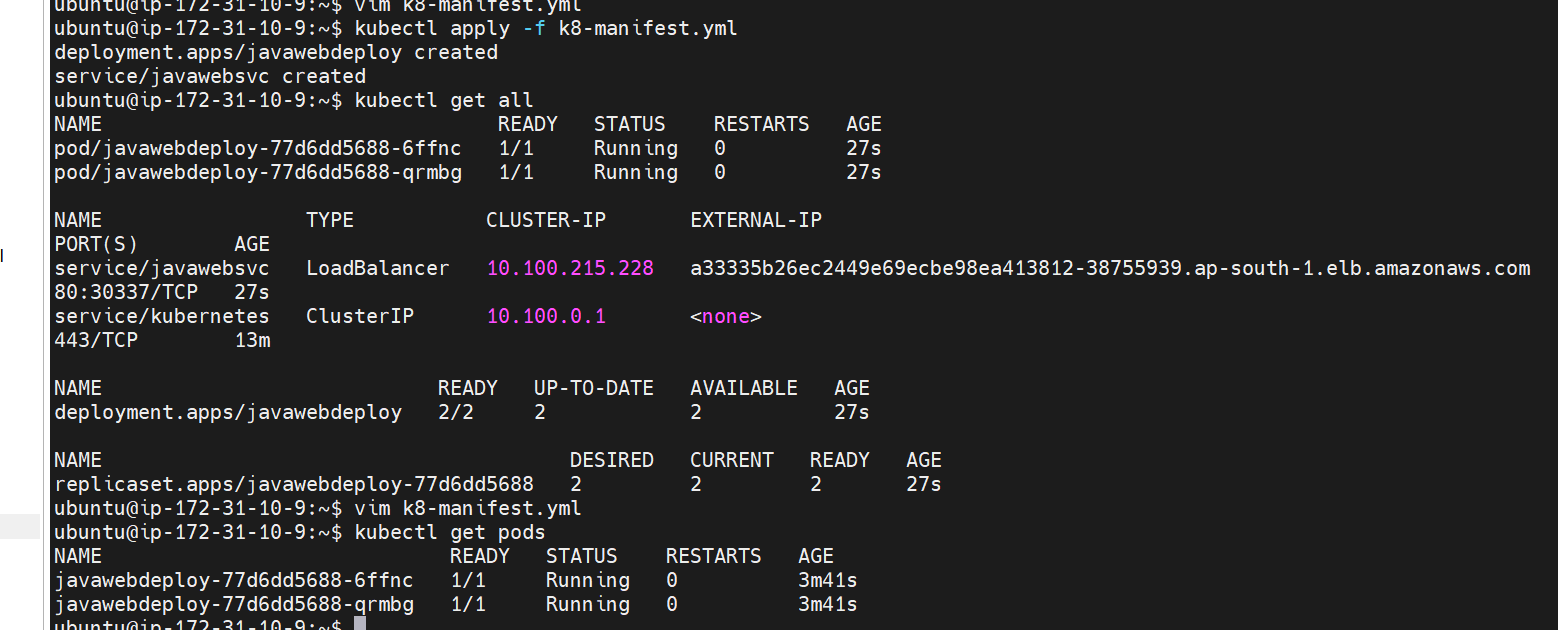 ubuntu@ip-172-31-10-9:~$ vim k8-manifest.yml
ubuntu@ip-172-31-10-9:~$ kubectl apply -f k8-manifest.yml
deployment.apps/javawebdeploy created
service/javawebsvc created
ubuntu@ip-172-31-10-9:~$ kubectl get all
NAME                                 READY   STATUS    RESTARTS   AGE
pod/javawebdeploy-77d6dd5688-6ffnc   1/1     Running   0          27s
pod/javawebdeploy-77d6dd5688-qrmbg   1/1     Running   0          27s
NAME                 TYPE           CLUSTER-IP       EXTERNAL-IP
PORT(S)        AGE
service/javawebsvc   LoadBalancer   10.100.215.228   a33335b26ec2449e69ecbe98ea413812-38755939.ap-south-1.elb.amazonaws.com
80:30337/TCP   27s
service/kubernetes   ClusterIP      10.100.0.1       <none>
443/TCP        13m
NAME                            READY   UP-TO-DATE   AVAILABLE   AGE
deployment.apps/javawebdeploy   2/2     2            2           27s
NAME                                       DESIRED   CURRENT   READY   AGE
replicaset.apps/javawebdeploy-77d6dd5688   2         2         2       27s
ubuntu@ip-172-31-10-9:~$ vim k8-manifest.yml
ubuntu@ip-172-31-10-9:~$ kubectl get pods
NAME                             READY   STATUS    RESTARTS   AGE
javawebdeploy-77d6dd5688-6ffnc   1/1     Running   0          3m41s
javawebdeploy-77d6dd5688-qrmbg   1/1     Running   0          3m41s
ubuntu@ip-172-31-10-9:~$